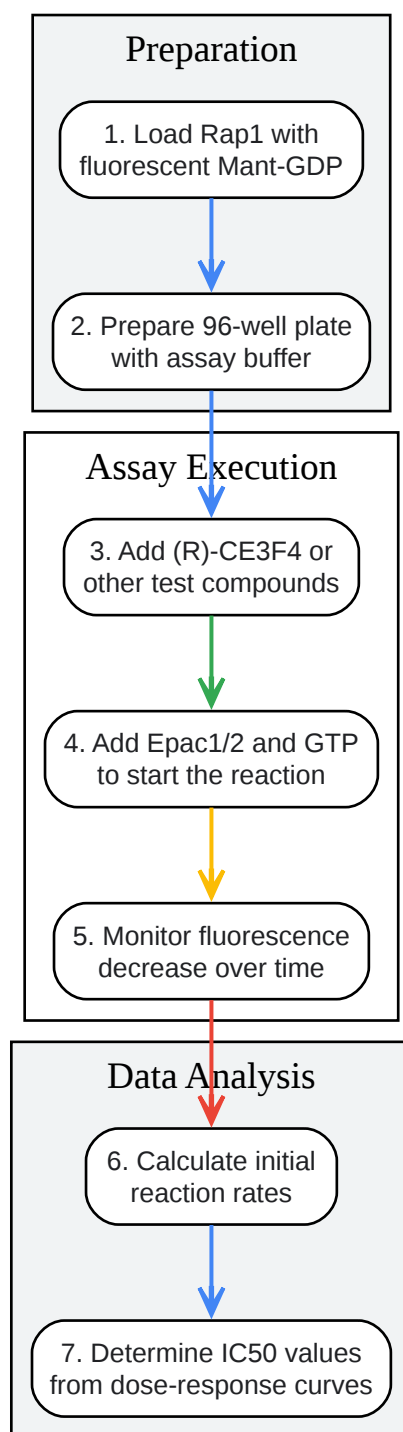 Preparation
1. Load Rap1 with
fluorescent Mant-GDP
2. Prepare 96-well plate
with assay buffer
Assay Execution
3. Add (R)-CE3F4 or
other test compounds
4. Add Epac1/2 and GTP
to start the reaction
5. Monitor fluorescence
decrease over time
Data Analysis
6. Calculate initial
reaction rates
7. Determine IC50 values
from dose-response curves